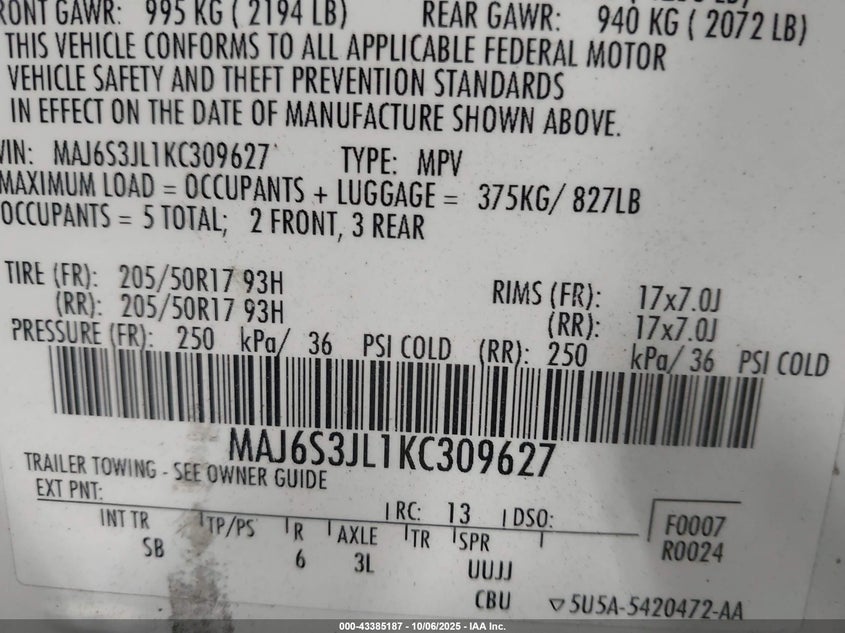 RONT GAWR: 995 KG ( 2194 LB) REAR GAWR: 940 KG ( 2072 LB)
THIS VEHICLE CONFORMS TO ALL APPLICABLE FEDERAL MOTOR
VEHICLE SAFETY AND THEFT PREVENTION STANDARDS
IN EFFECT ON THE DATE OF MANUFACTURE SHOWN ABOVE.
VIN: MAJ6S3JL1KC309627 TYPE: MPV
MAXIMUM LOAD = OCCUPANTS + LUGGAGE = 375KG/ 827LB
OCCUPANTS = 5 TOTAL; 2 FRONT, 3 REAR
TIRE (FR): 205/50R17 93H RIMS (FR): 17x7.0J
(RR): 205/50R17 93H (RR): 17x7.0J
PRESSURE (FR): 250 kPa/ 36 PSI COLD (RR): 250 kPa/ 36 PSI COLD
MAJ6S3JL1KC309627
TRAILER TOWING - SEE OWNER GUIDE
EXT PNT: RC: 13 DSO:
INT TR TP/PS R AXLE TR SPR F0007
SB 6 3L UUJJ R0024
CBU 5U5A-5420472-AA
000-43385187 - 10/06/2025 - IAA Inc.